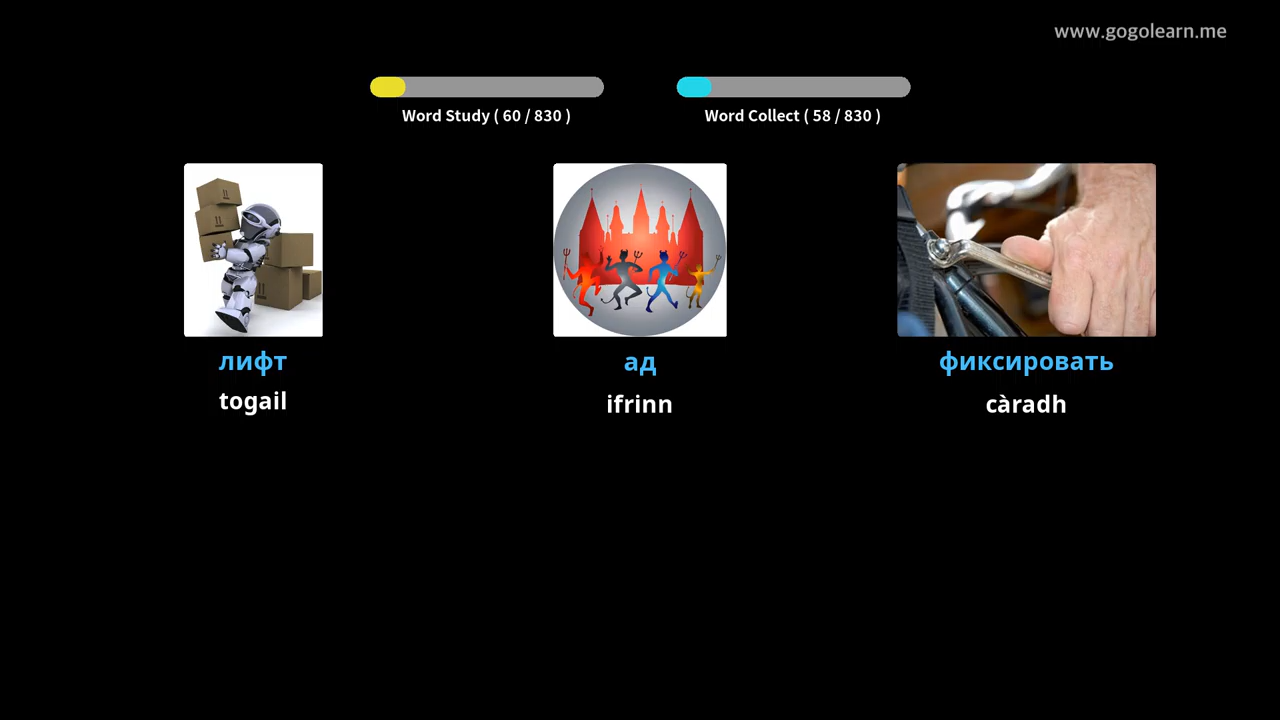 www.gogolearn.me
Word Study ( 60 / 830 )
Word Collect ( 58 / 830 )
лифт
ад
фиксировать
togail
ifrinn
càradh